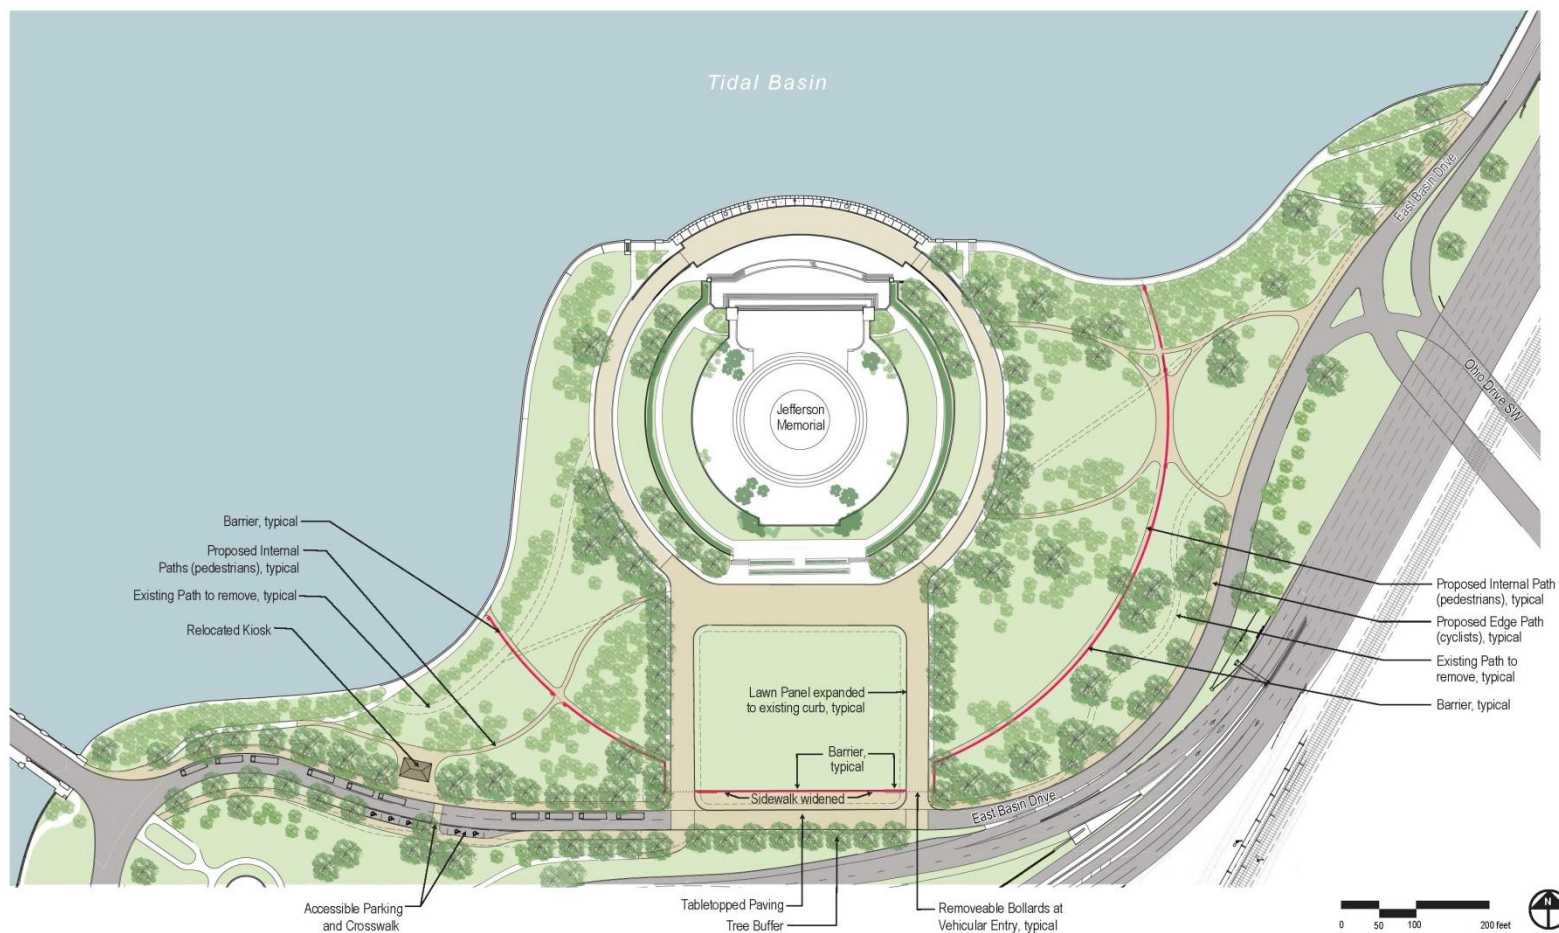 Tidal Basin
East Basin Drive
Ohio Drive SW
Jefferson
Memorial
Barrier, typical
Proposed Internal
Paths (pedestrians), typical
Existing Path to remove, typical
Relocated Kiosk
Proposed Internal Path
(pedestrians), typical
Proposed Edge Path
(cyclists), typical
Existing Path to
remove, typical
Barrier, typical
Lawn Panel expanded
to existing curb, typical
Barrier,
typical
Sidewalk widened
East Basin Drive
Accessible Parking
and Crosswalk
Tabletopped Paving
Tree Buffer
Removeable Bollards at
Vehicular Entry, typical
0 50 100 200 feet
N